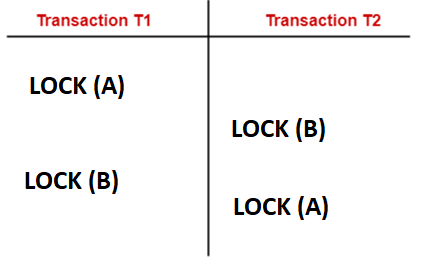 Transaction T1 Transaction T2
LOCK (A)
LOCK (B)
LOCK (B)
LOCK (A)